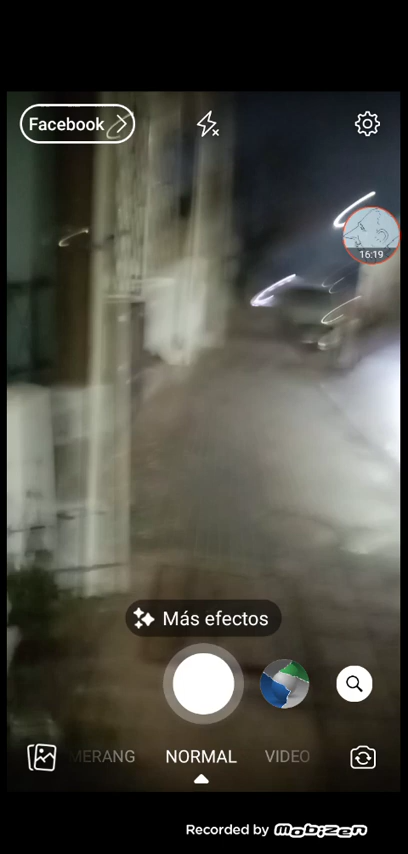 Facebook
16:19
Más efectos
MERANG NORMAL VIDEO
Recorded by Mobizen